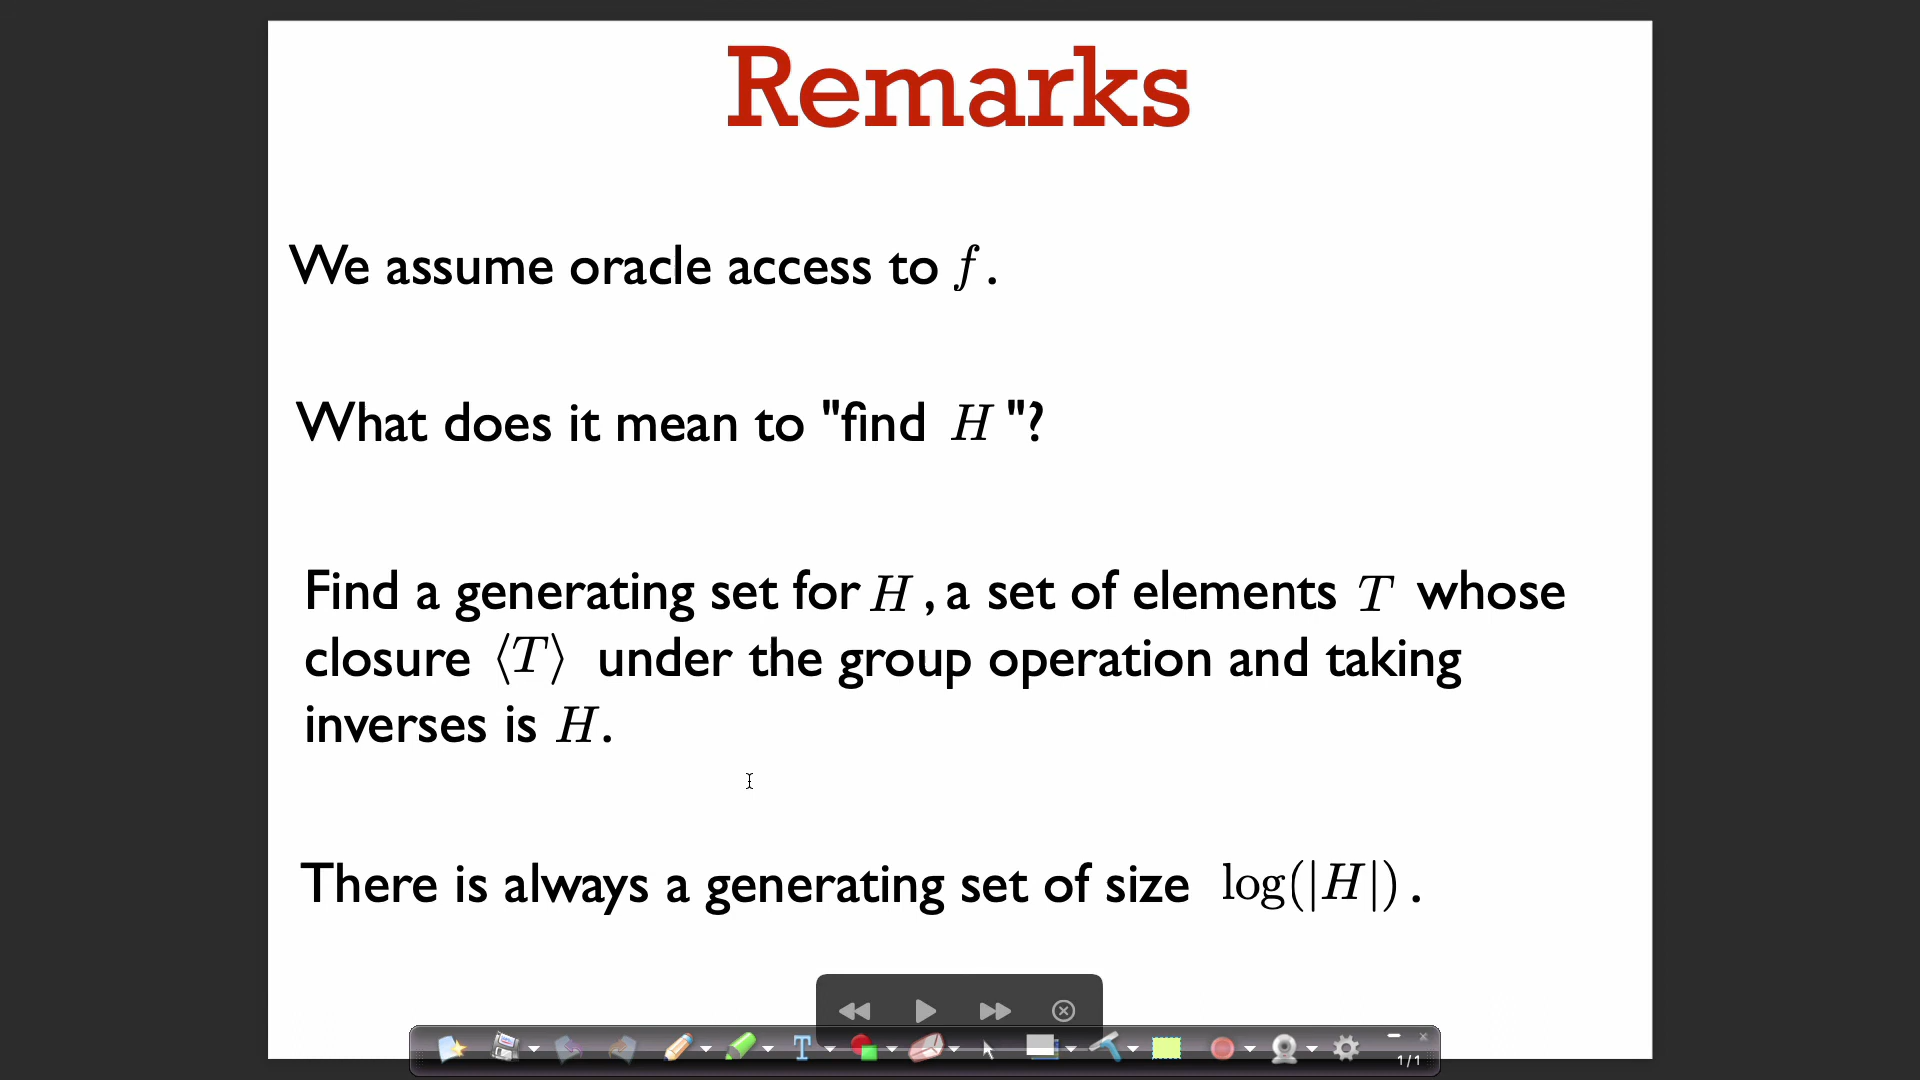 Remarks
We assume oracle access to f.
What does it mean to "find H"?
Find a generating set for H, a set of elements T whose
closure ⟨T⟩ under the group operation and taking
inverses is H.
There is always a generating set of size log(|H|).
1/1